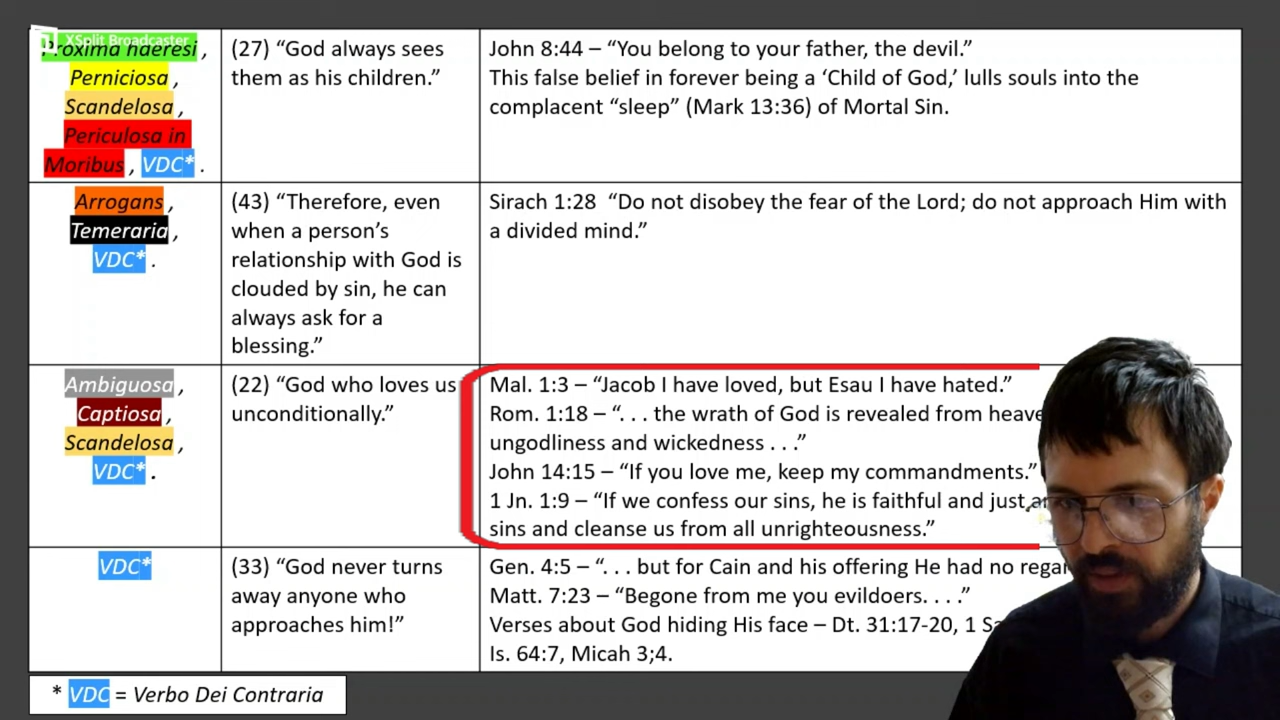 XSplit Broadcaster
Proxima haeresi ,
Perniciosa ,
Scandelosa ,
Periculosa in
Moribus , VDC* .
(27) “God always sees
them as his children.”
John 8:44 – “You belong to your father, the devil.”
This false belief in forever being a ‘Child of God,’ lulls souls into the
complacent “sleep” (Mark 13:36) of Mortal Sin.
Arrogans ,
Temeraria ,
VDC* .
(43) “Therefore, even
when a person’s
relationship with God is
clouded by sin, he can
always ask for a
blessing.”
Sirach 1:28 “Do not disobey the fear of the Lord; do not approach Him with
a divided mind.”
Ambiguosa ,
Captiosa ,
Scandelosa ,
VDC* .
(22) “God who loves us
unconditionally.”
Mal. 1:3 – “Jacob I have loved, but Esau I have hated.”
Rom. 1:18 – “. . . the wrath of God is revealed from
ungodliness and wickedness . . .”
John 14:15 – “If you love me, keep my commandments.”
1 Jn. 1:9 – “If we confess our sins, he is faithful and just
sins and cleanse us from all unrighteousness.”
VDC*
(33) “God never turns
away anyone who
approaches him!”
Gen. 4:5 – “. . . but for Cain and his offering He had no
Matt. 7:23 – “Begone from me you evildoers. . . .”
Verses about God hiding His face – Dt. 31:17-20, 1
Is. 64:7, Micah 3;4.
* VDC = Verbo Dei Contraria